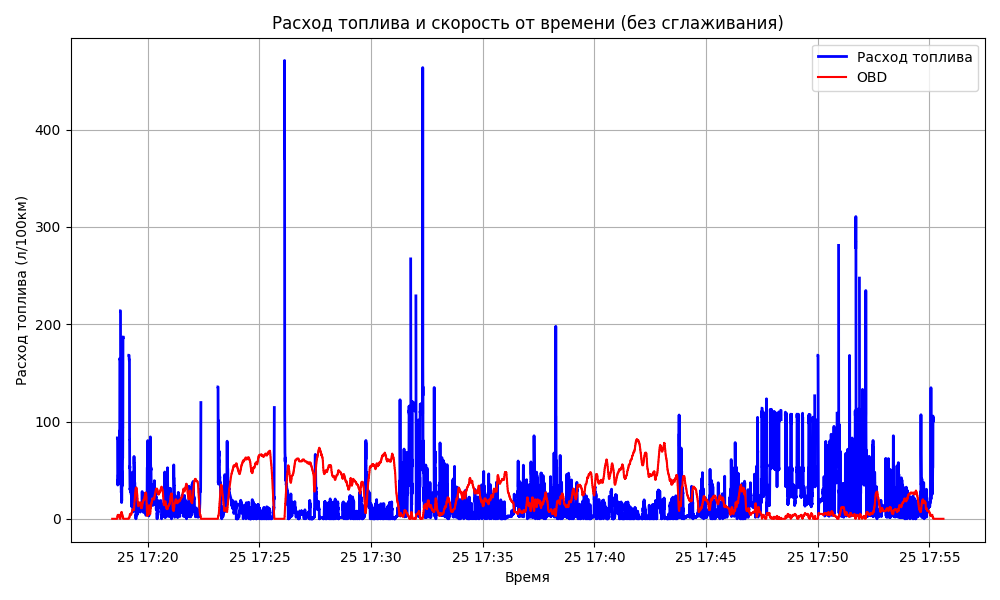 Расход топлива и скорость от времени (без сглаживания)
Расход топлива
OBD
400
300
200
100
0
Расход топлива (л/100км)
25 17:20 25 17:25 25 17:30 25 17:35 25 17:40 25 17:45 25 17:50 25 17:55
Время